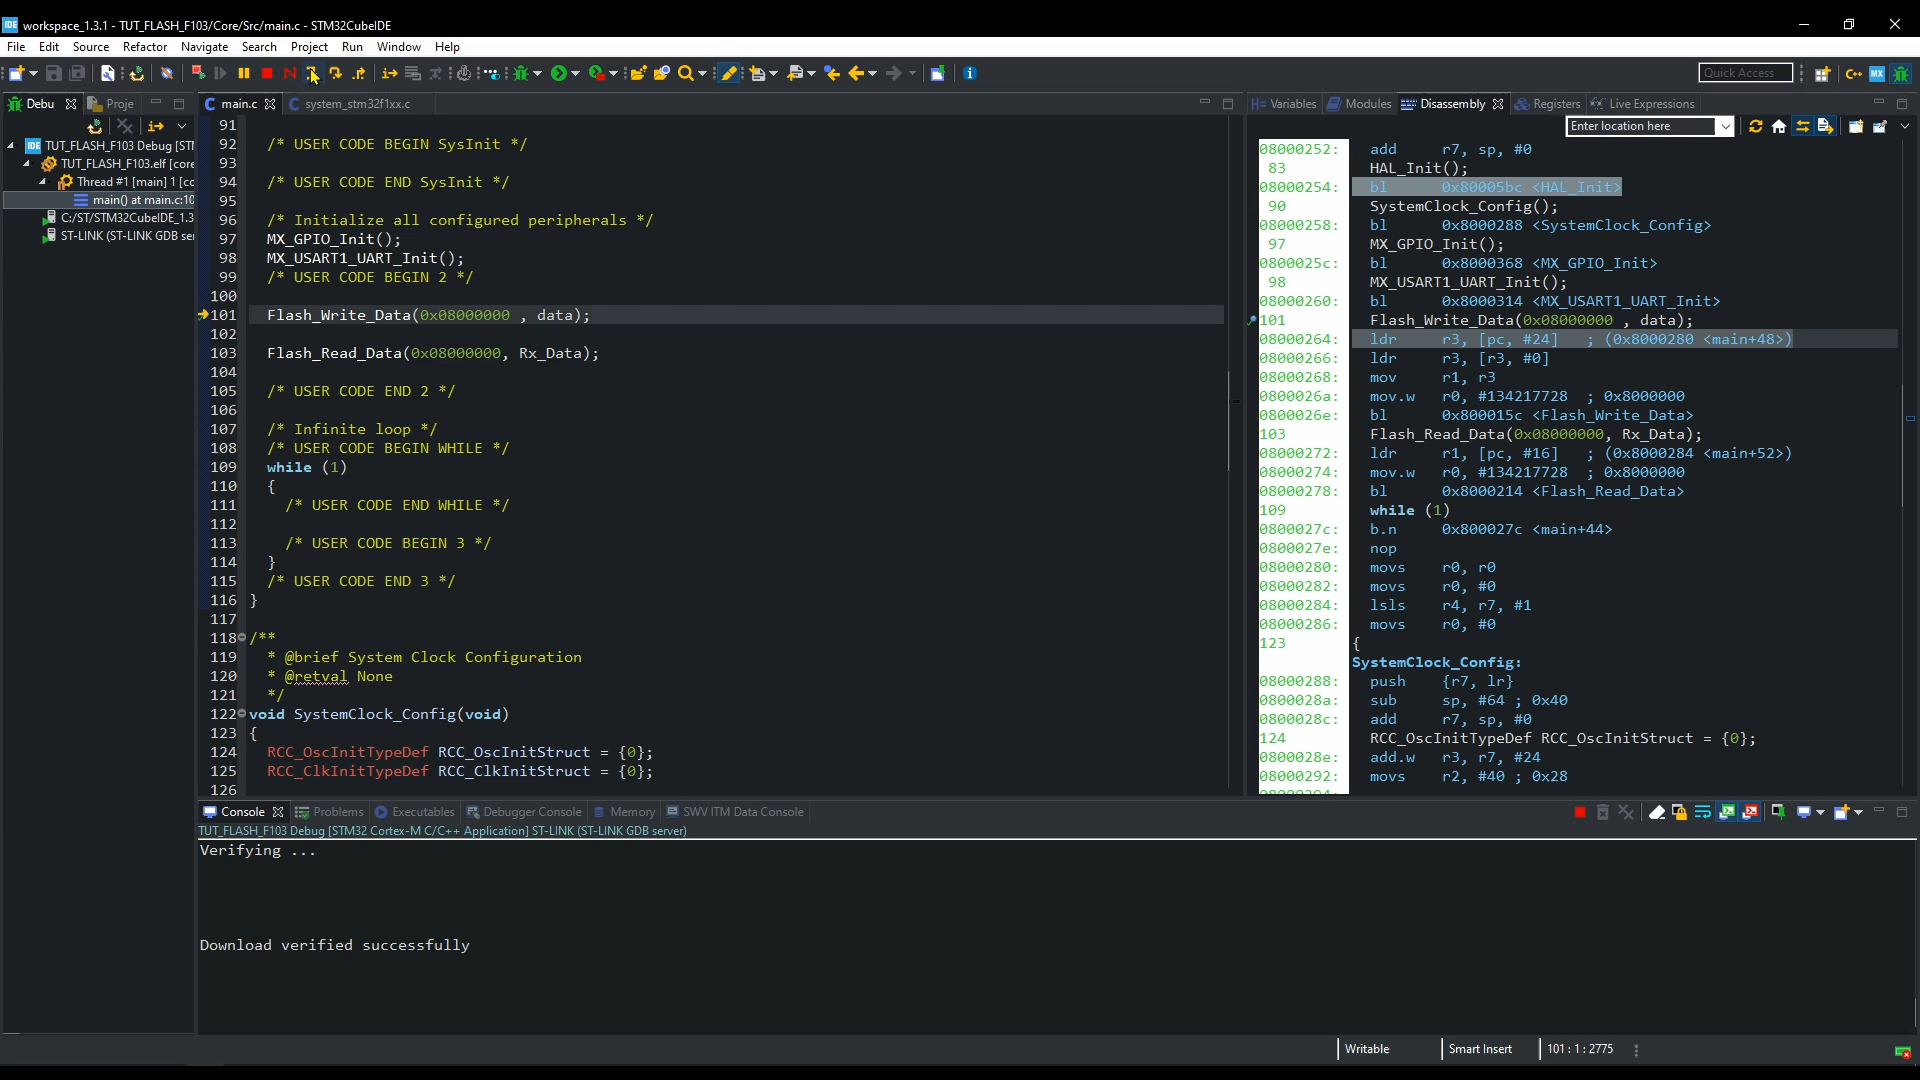 workspace_1.3.1 - TUT_FLASH_F103/Core/Src/main.c - STM32CubeIDE
File Edit Source Refactor Navigate Search Project Run Window Help
Quick Access
Debu Proje
TUT_FLASH_F103 Debug [ST
TUT_FLASH_F103.elf [core
Thread #1 [main] 1 [co
main() at main.c:10
C:/ST/STM32CubeIDE_1.3
ST-LINK (ST-LINK GDB se
main.c system_stm32f1xx.c
91
92 /* USER CODE BEGIN SysInit */
93
94 /* USER CODE END SysInit */
95
96 /* Initialize all configured peripherals */
97 MX_GPIO_Init();
98 MX_USART1_UART_Init();
99 /* USER CODE BEGIN 2 */
100
101 Flash_Write_Data(0x08000000 , data);
102
103 Flash_Read_Data(0x08000000, Rx_Data);
104
105 /* USER CODE END 2 */
106
107 /* Infinite loop */
108 /* USER CODE BEGIN WHILE */
109 while (1)
110 {
111 /* USER CODE END WHILE */
112
113 /* USER CODE BEGIN 3 */
114 }
115 /* USER CODE END 3 */
116 }
117
118 /**
119 * @brief System Clock Configuration
120 * @retval None
121 */
122 void SystemClock_Config(void)
123 {
124 RCC_OscInitTypeDef RCC_OscInitStruct = {0};
125 RCC_ClkInitTypeDef RCC_ClkInitStruct = {0};
126
Variables Modules Disassembly Registers Live Expressions
Enter location here
08000252: add r7, sp, #0
83 HAL_Init();
08000254: bl 0x80005bc <HAL_Init>
90 SystemClock_Config();
08000258: bl 0x8000288 <SystemClock_Config>
97 MX_GPIO_Init();
0800025c: bl 0x8000368 <MX_GPIO_Init>
98 MX_USART1_UART_Init();
08000260: bl 0x8000314 <MX_USART1_UART_Init>
101 Flash_Write_Data(0x08000000 , data);
08000264: ldr r3, [pc, #24] ; (0x8000280 <main+48>)
08000266: ldr r3, [r3, #0]
08000268: mov r1, r3
0800026a: mov.w r0, #134217728 ; 0x8000000
0800026e: bl 0x800015c <Flash_Write_Data>
103 Flash_Read_Data(0x08000000, Rx_Data);
08000272: ldr r1, [pc, #16] ; (0x8000284 <main+52>)
08000274: mov.w r0, #134217728 ; 0x8000000
08000278: bl 0x8000214 <Flash_Read_Data>
109 while (1)
0800027c: b.n 0x800027c <main+44>
0800027e: nop
08000280: movs r0, r0
08000282: movs r0, #0
08000284: lsls r4, r7, #1
08000286: movs r0, #0
123 {
SystemClock_Config:
08000288: push {r7, lr}
0800028a: sub sp, #64 ; 0x40
0800028c: add r7, sp, #0
124 RCC_OscInitTypeDef RCC_OscInitStruct = {0};
0800028e: add.w r3, r7, #24
08000292: movs r2, #40 ; 0x28
Console Problems Executables Debugger Console Memory SWV ITM Data Console
TUT_FLASH_F103 Debug [STM32 Cortex-M C/C++ Application] ST-LINK (ST-LINK GDB server)
Verifying ...
Download verified successfully
Writable Smart Insert 101 : 1 : 2775